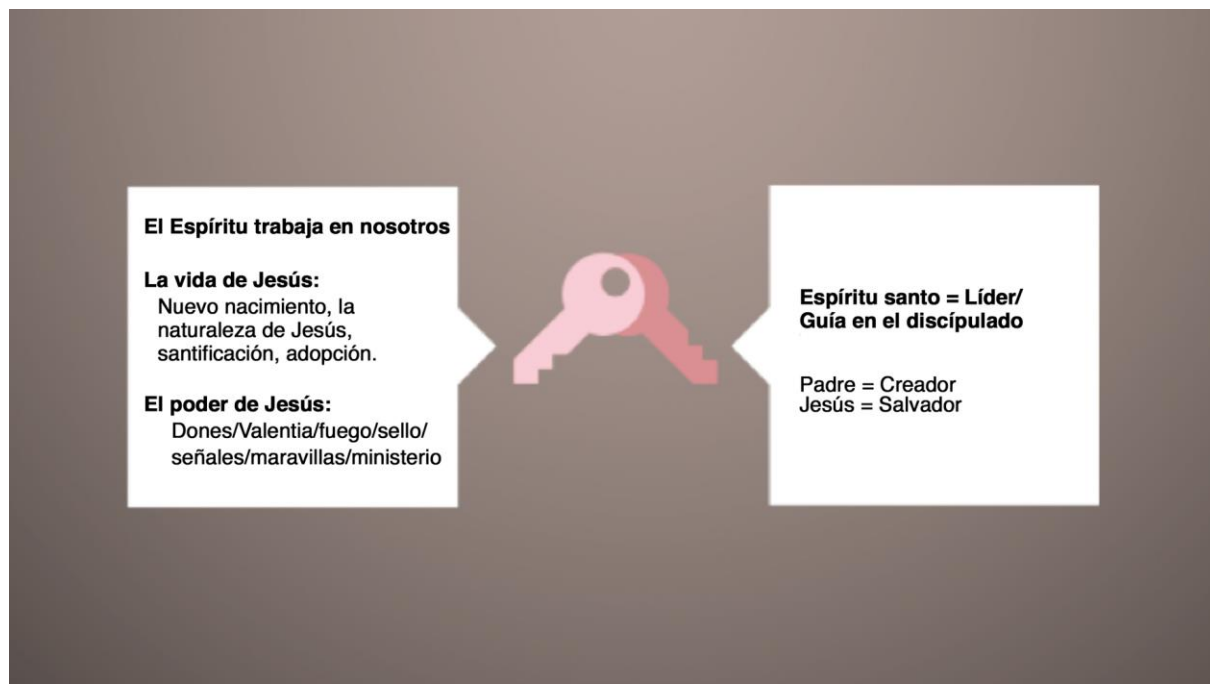 El Espíritu trabaja en nosotros
La vida de Jesús:
Nuevo nacimiento, la
naturaleza de Jesús,
santificación, adopción.
El poder de Jesús:
Dones/Valentia/fuego/sello/
señales/maravillas/ministerio
Espíritu santo = Líder/
Guía en el discípulado
Padre = Creador
Jesús = Salvador